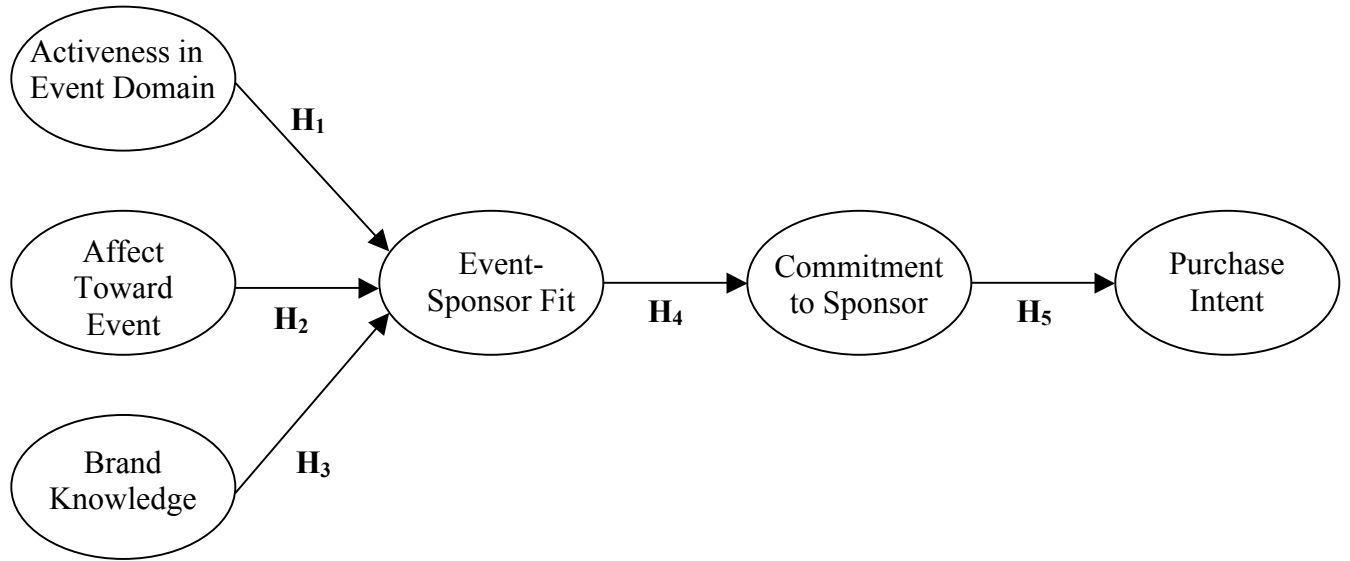 Activeness in
Event Domain
H₁
Affect
Toward
Event
H₂
Event-
Sponsor Fit
H₄
Commitment
to Sponsor
H₅
Purchase
Intent
Brand
Knowledge
H₃